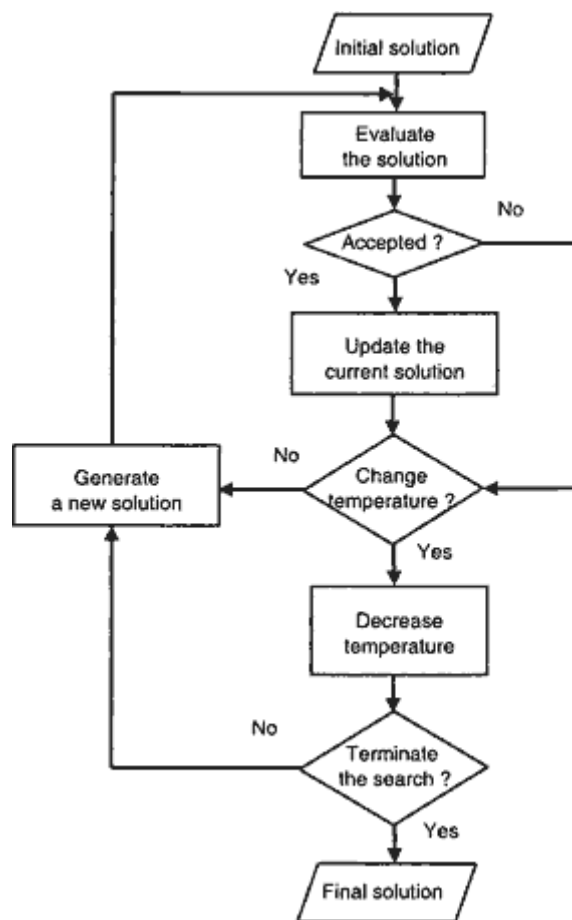 Initial solution
Evaluate
the solution
No
Accepted ?
Yes
Update the
current solution
No
Generate
a new solution
Change
temperature ?
Yes
Decrease
temperature
No
Terminate
the search ?
Yes
Final solution